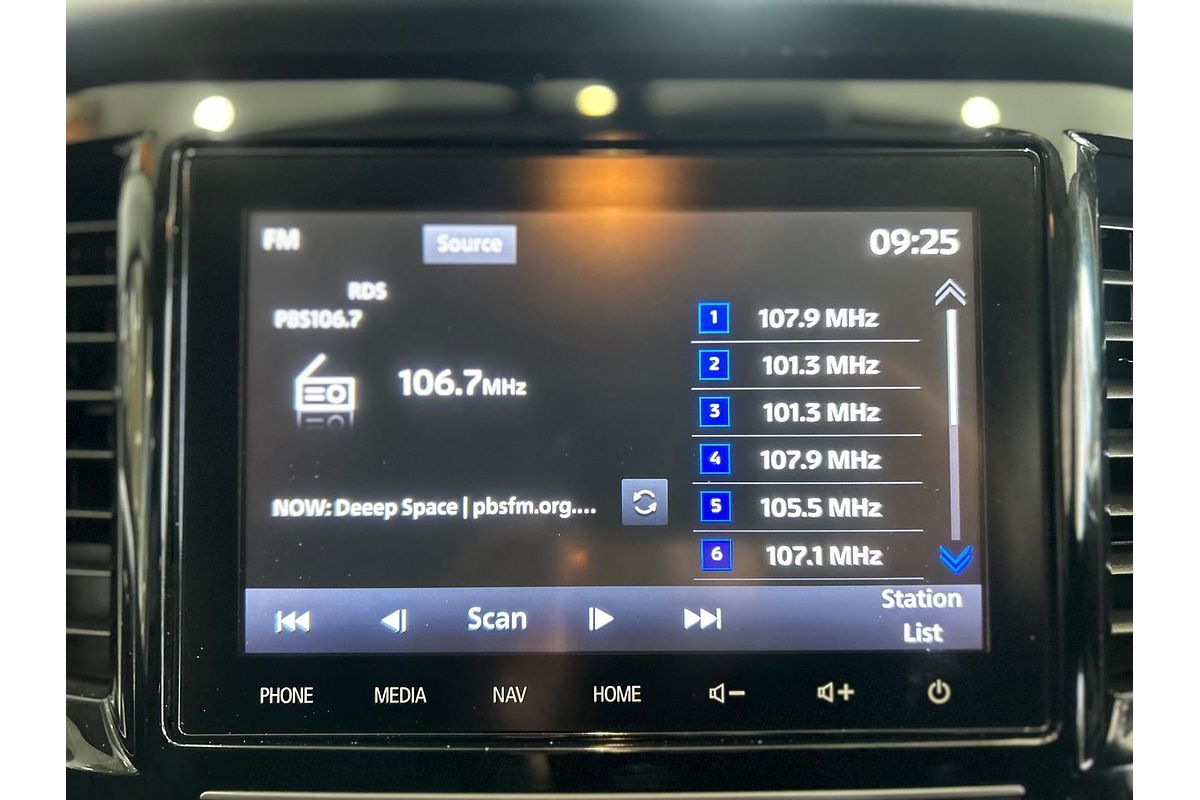 FM
Source
09:25
RDS
PBS106.7
106.7MHz
NOW: Deeep Space | pbsfm.org....
1 107.9 MHz
2 101.3 MHz
3 101.3 MHz
4 107.9 MHz
5 105.5 MHz
6 107.1 MHz
Scan
Station
List
PHONE MEDIA NAV HOME